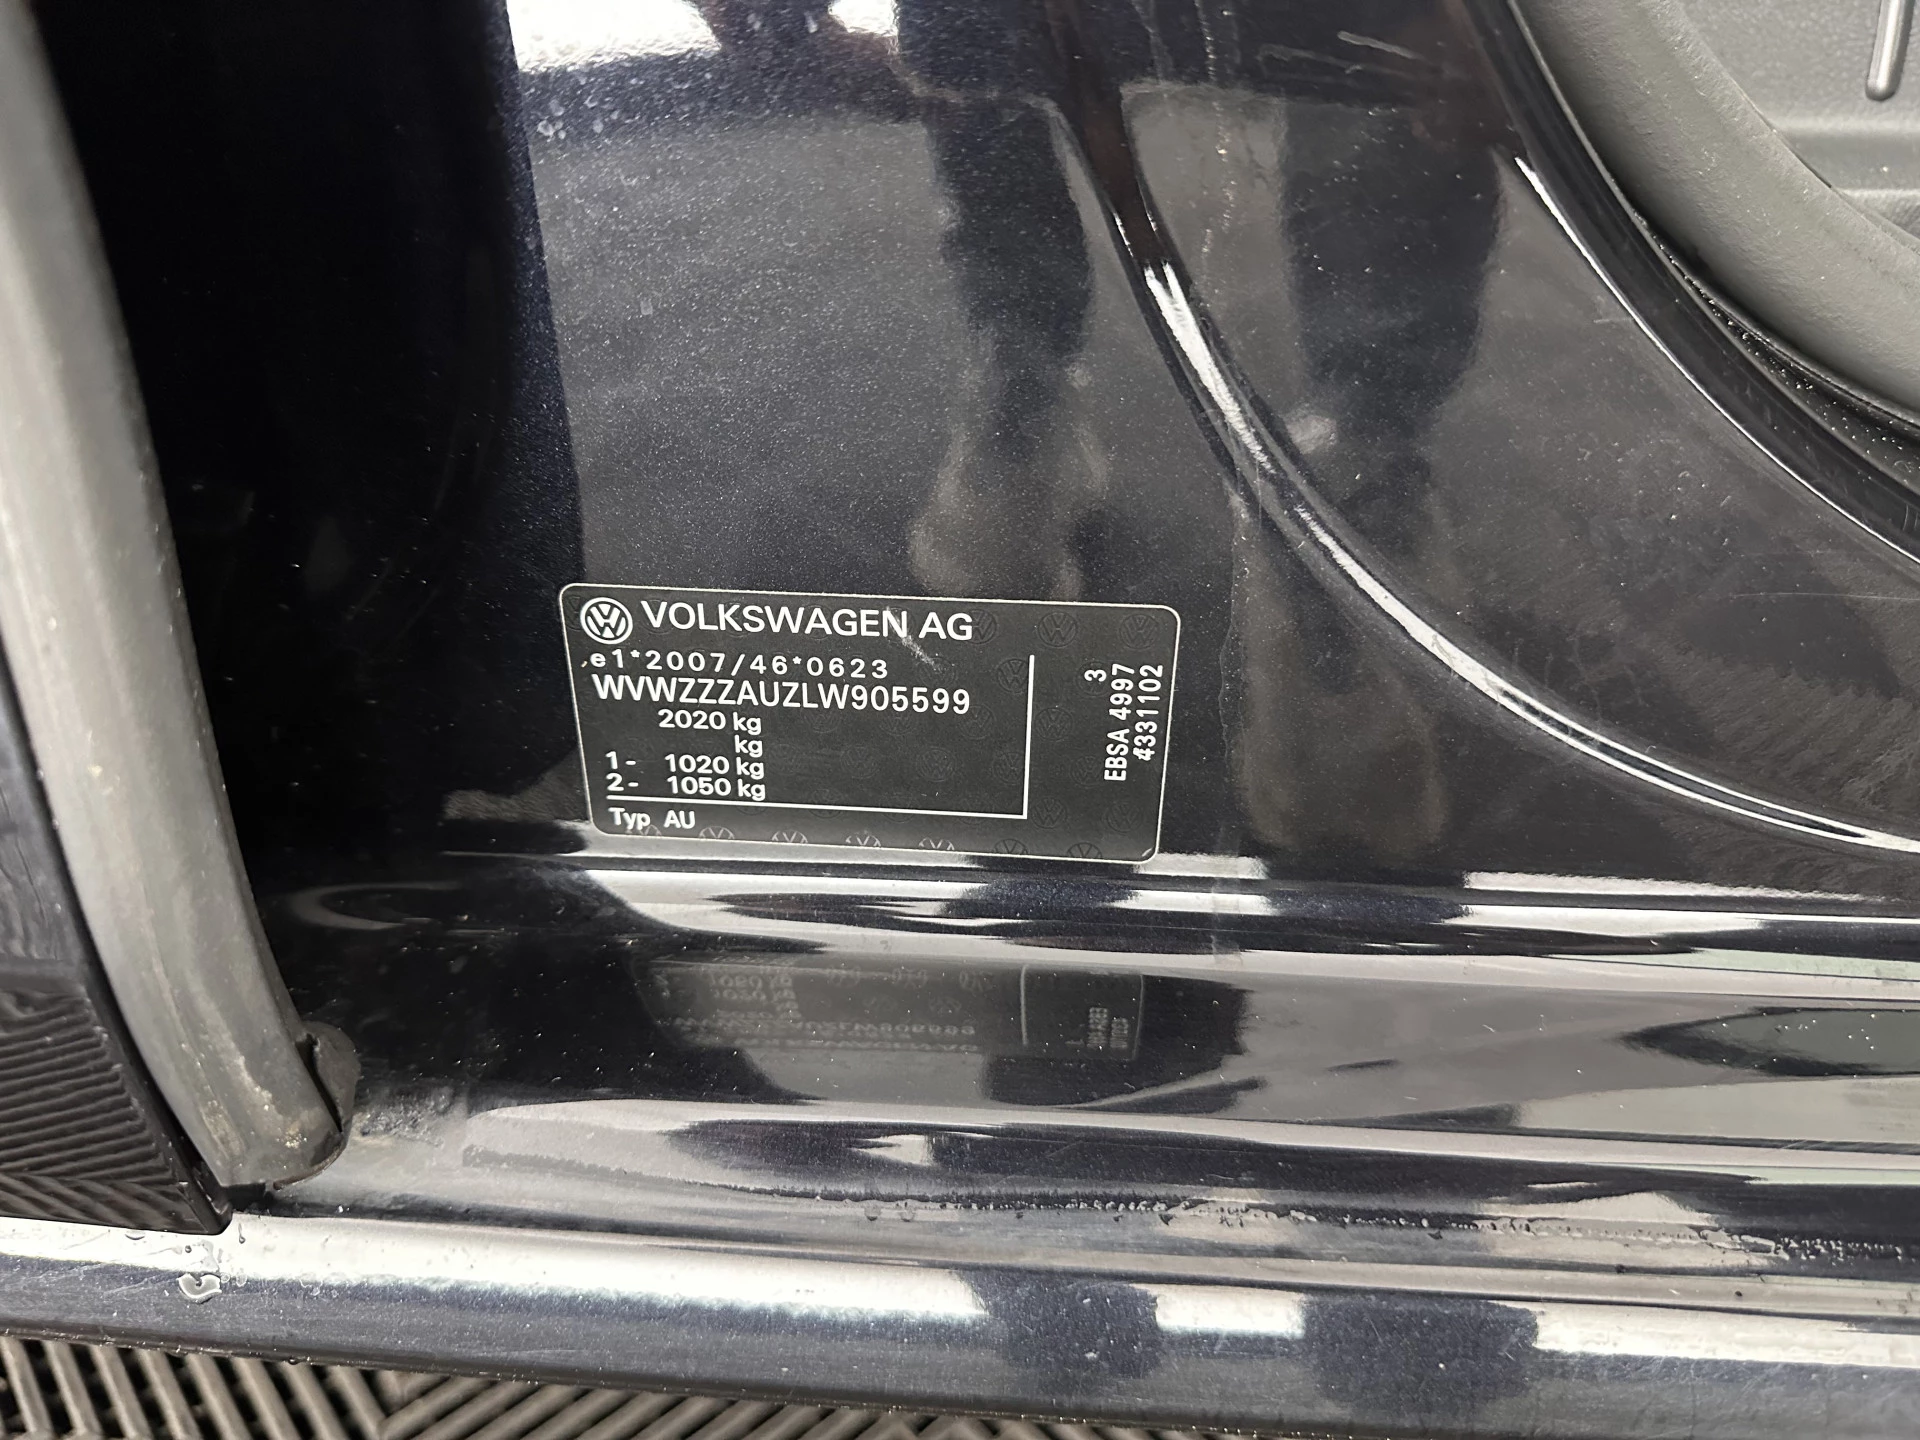 VOLKSWAGEN AG
e1*2007/46*0623
WVWZZZAUZLW905599
2020 kg
kg
1- 1020 kg
2- 1050 kg
Typ AU
3
EBSA 4997
4331102